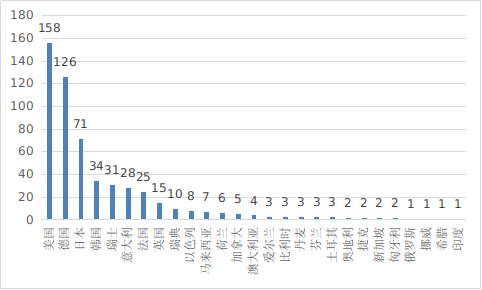 180
160
140
120
100
80
60
40
20
0
158
126
71
34
31
28
25
15
10
8
7
6
5
4
3
3
3
3
3
2
2
2
2
1
1
1
1
美国
德国
日本
韩国
瑞士
意大利
法国
英国
瑞典
以色列
马来西亚
荷兰
加拿大
澳大利亚
爱尔兰
比利时
丹麦
芬兰
土耳其
奥地利
捷克
新加坡
匈牙利
俄罗斯
挪威
希腊
印度